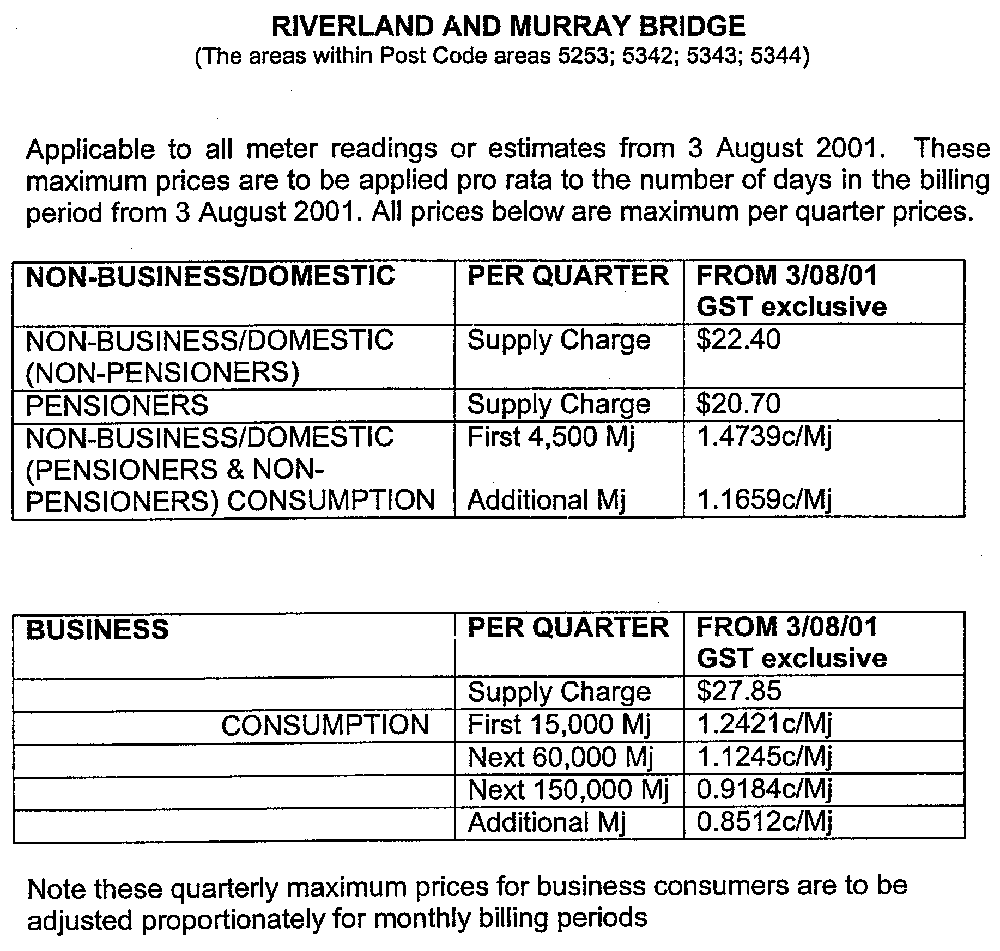 RIVERLAND AND MURRAY BRIDGE
(The areas within Post Code areas 5253; 5342; 5343; 5344)
Applicable to all meter readings or estimates from 3 August 2001. These
maximum prices are to be applied pro rata to the number of days in the billing
period from 3 August 2001. All prices below are maximum per quarter prices.
NON-BUSINESS/DOMESTIC PER QUARTER FROM 3/08/01
GST exclusive
NON-BUSINESS/DOMESTIC Supply Charge $22.40
(NON-PENSIONERS)
PENSIONERS Supply Charge $20.70
NON-BUSINESS/DOMESTIC First 4,500 Mj 1.4739c/Mj
(PENSIONERS & NON-
PENSIONERS) CONSUMPTION Additional Mj 1.1659c/Mj
BUSINESS PER QUARTER FROM 3/08/01
GST exclusive
Supply Charge $27.85
CONSUMPTION First 15,000 Mj 1.2421c/Mj
Next 60,000 Mj 1.1245c/Mj
Next 150,000 Mj 0.9184c/Mj
Additional Mj 0.8512c/Mj
Note these quarterly maximum prices for business consumers are to be
adjusted proportionately for monthly billing periods